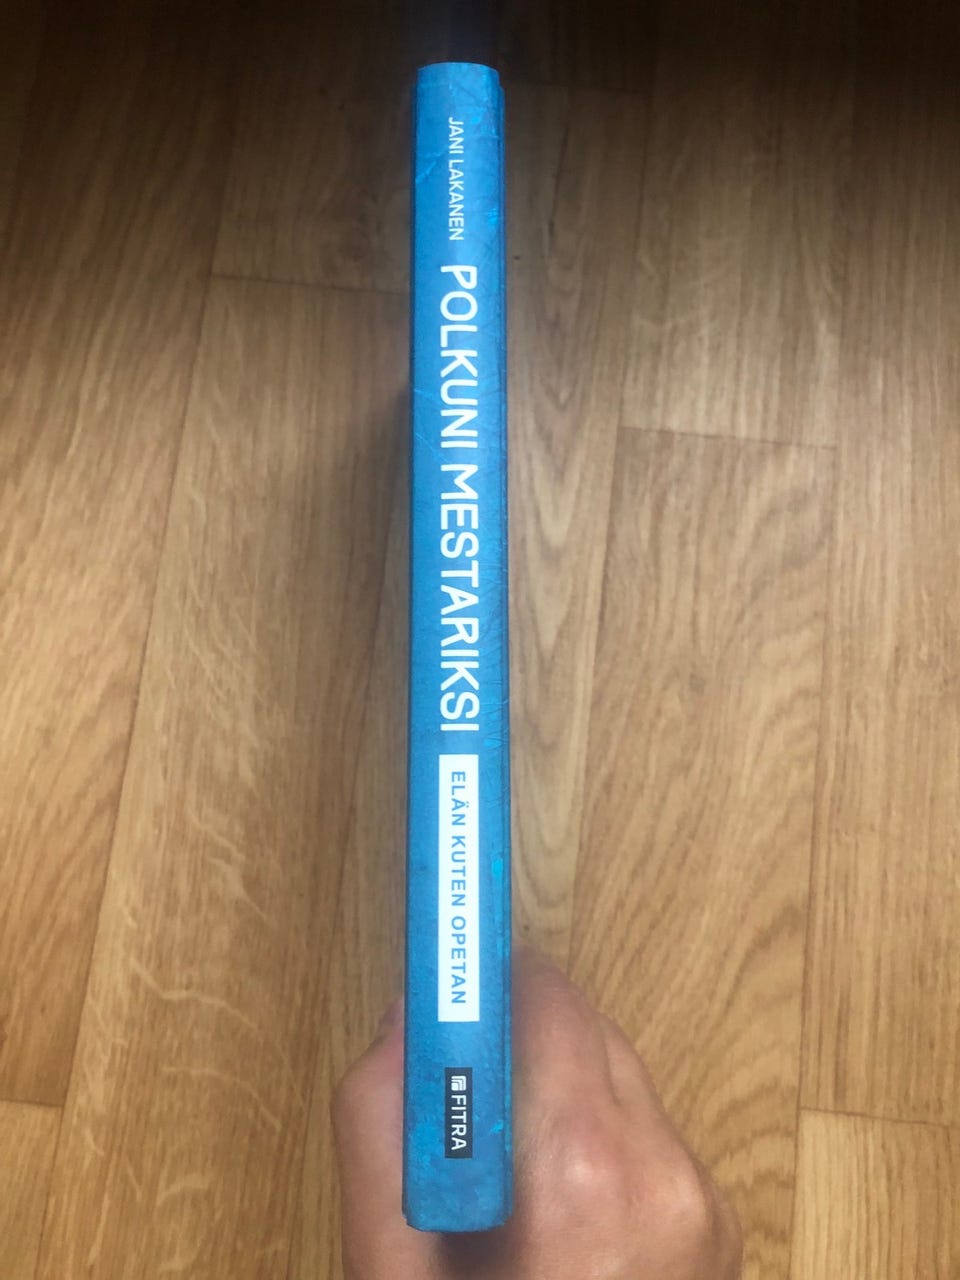 JANI LAKANEN
POLKUNI MESTARIKSI
ELÄN KUTEN OPETAN
FITRA